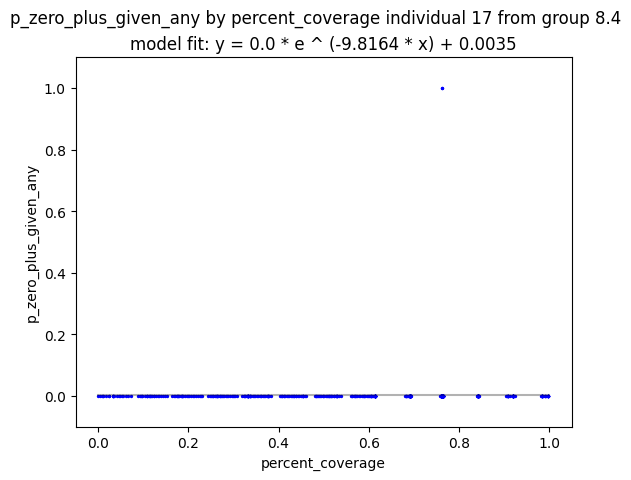 p_zero_plus_given_any by percent_coverage individual 17 from group 8.4
model fit: y = 0.0 * e ^ (-9.8164 * x) + 0.0035
1.0
0.8
0.6
0.4
0.2
0.0
p_zero_plus_given_any
0.0 0.2 0.4 0.6 0.8 1.0
percent_coverage